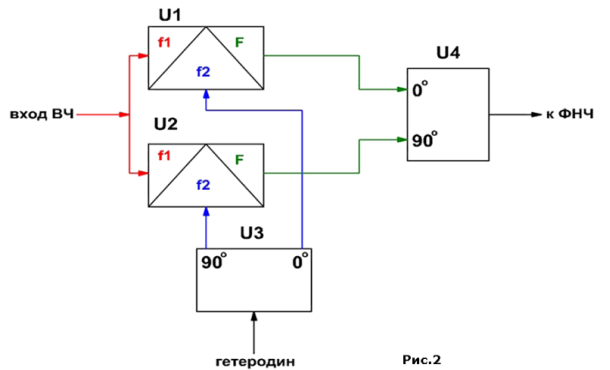 U1
f1 F
f2
U4
0°
вход ВЧ
к ФНЧ
U2
90°
f1 F
f2
U3
90° 0°
гетеродин
Рис.2